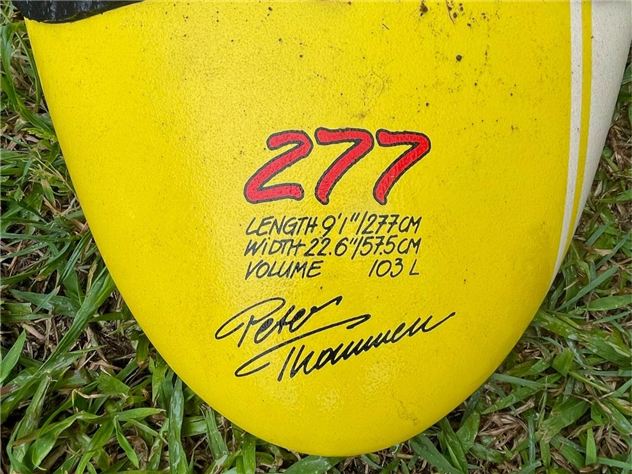 277
LENGTH 9'1"/277CM
WIDTH 22.6"/57.5CM
VOLUME 103 L
Peter
Thommen